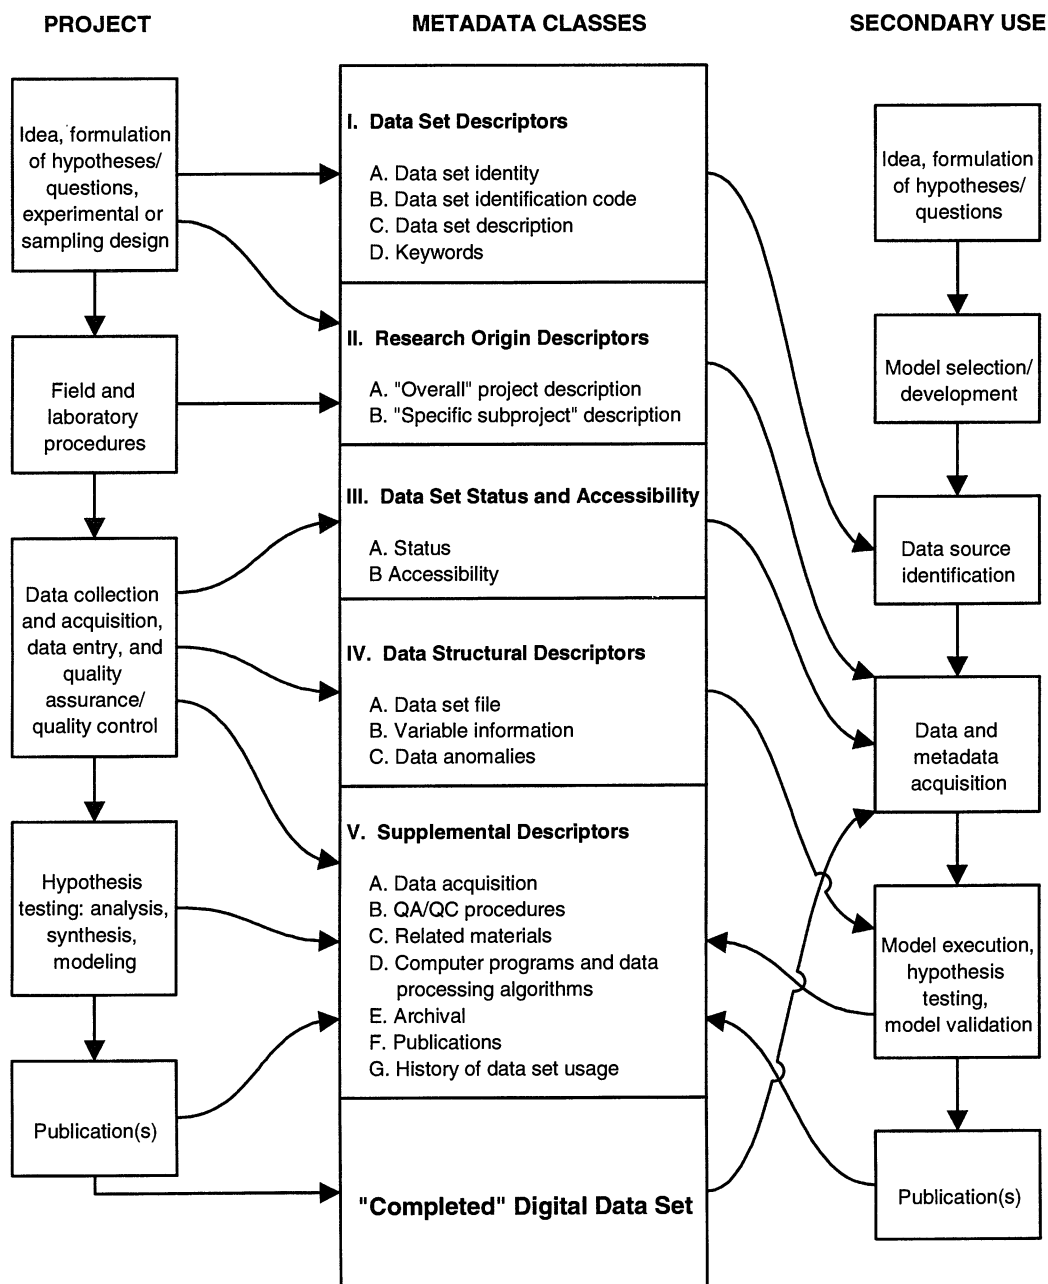 PROJECT
Idea, formulation
of hypotheses/
questions,
experimental or
sampling design
Field and
laboratory
procedures
Data collection
and acquisition,
data entry, and
quality
assurance/
quality control
Hypothesis
testing: analysis,
synthesis,
modeling
Publication(s)
METADATA CLASSES
I. Data Set Descriptors
A. Data set identity
B. Data set identification code
C. Data set description
D. Keywords
II. Research Origin Descriptors
A. "Overall" project description
B. "Specific subproject" description
III. Data Set Status and Accessibility
A. Status
B Accessibility
IV. Data Structural Descriptors
A. Data set file
B. Variable information
C. Data anomalies
V. Supplemental Descriptors
A. Data acquisition
B. QA/QC procedures
C. Related materials
D. Computer programs and data
processing algorithms
E. Archival
F. Publications
G. History of data set usage
"Completed" Digital Data Set
SECONDARY USE
Idea, formulation
of hypotheses/
questions
Model selection/
development
Data source
identification
Data and
metadata
acquisition
Model execution,
hypothesis
testing,
model validation
Publication(s)